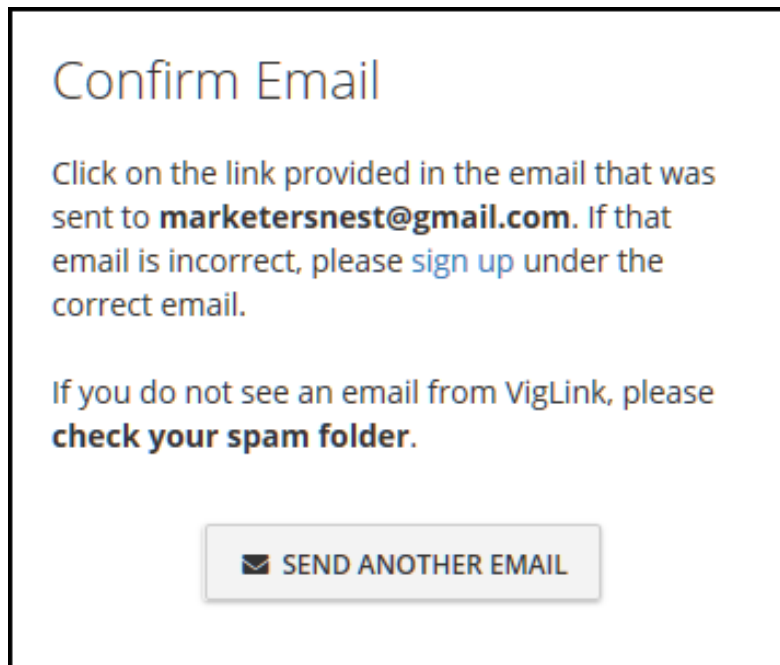 Confirm Email
Click on the link provided in the email that was
sent to marketersnest@gmail.com. If that
email is incorrect, please sign up under the
correct email.
If you do not see an email from VigLink, please
check your spam folder.
SEND ANOTHER EMAIL